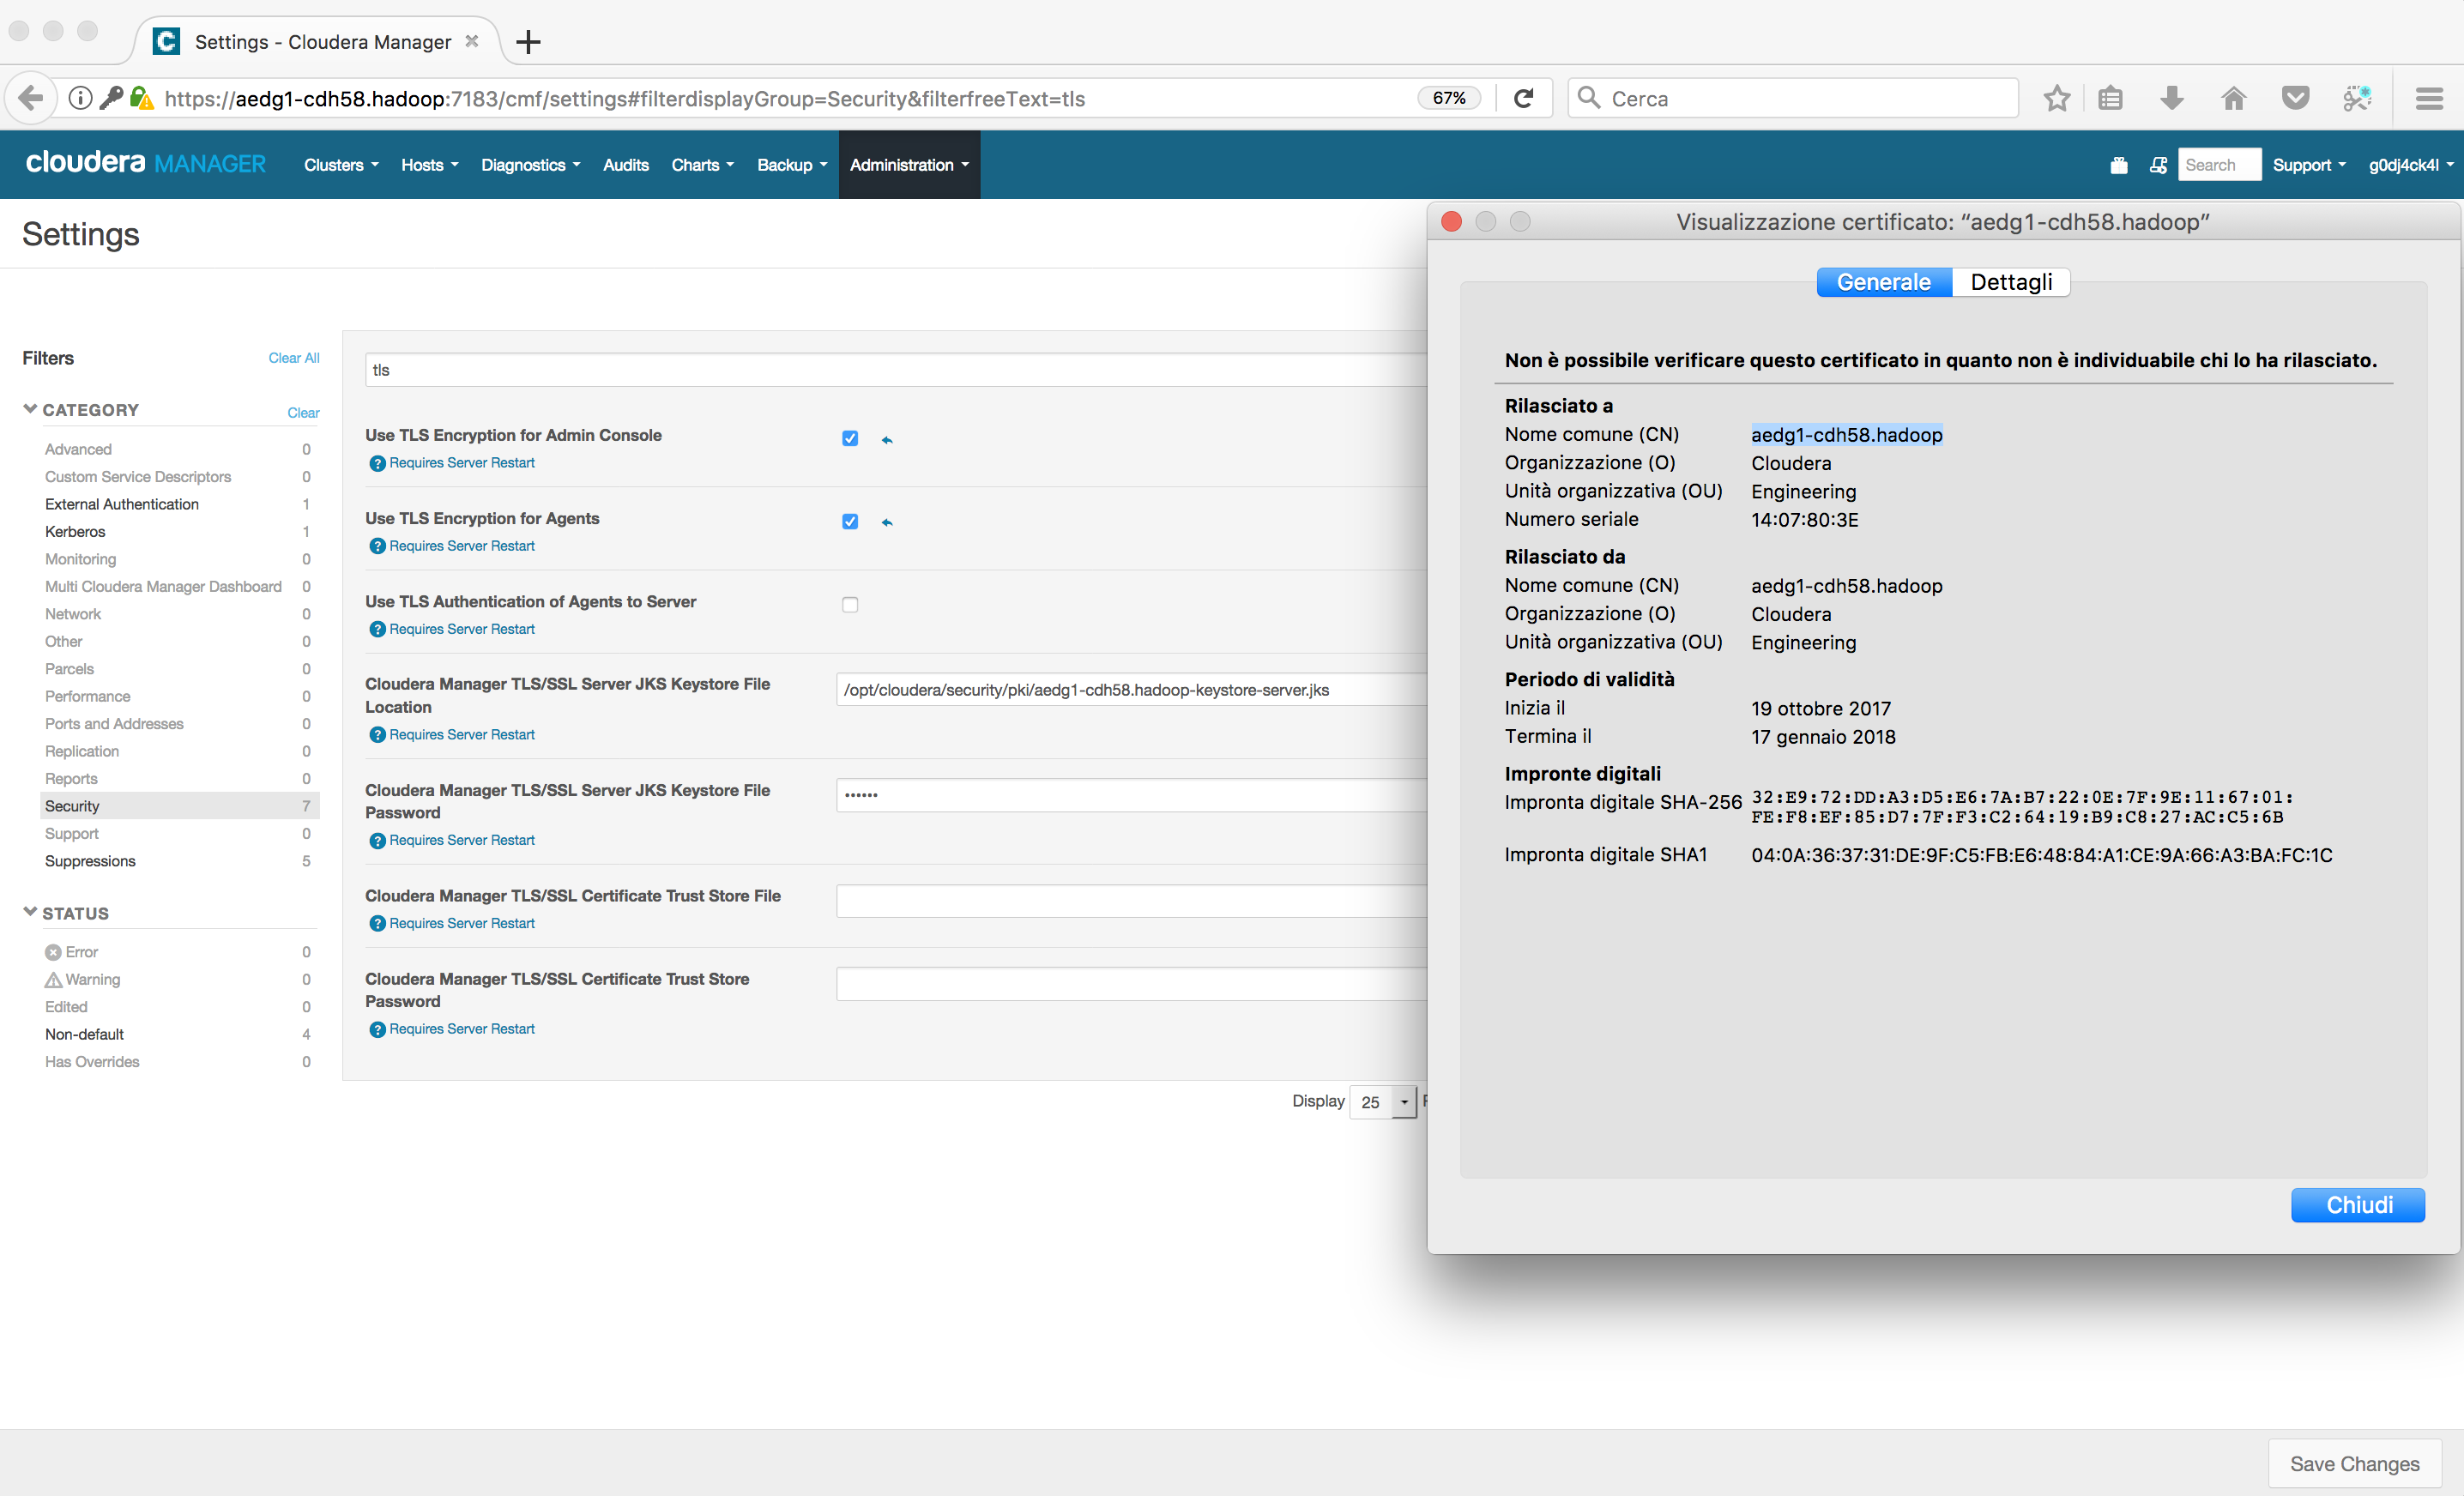 Settings - Cloudera Manager
https://aedg1-cdh58.hadoop:7183/cmf/settings#filterdisplayGroup=Security&filterfreeText=tls
67%
Cerca
cloudera MANAGER
Clusters
Hosts
Diagnostics
Audits
Charts
Backup
Administration
Search
Support
g0dj4ck4l
Settings
Filters
Clear All
CATEGORY
Clear
Advanced 0
Custom Service Descriptors 0
External Authentication 1
Kerberos 1
Monitoring 0
Multi Cloudera Manager Dashboard 0
Network 0
Other 0
Parcels 0
Performance 0
Ports and Addresses 0
Replication 0
Reports 0
Security 7
Support 0
Suppressions 5
STATUS
Error 0
Warning 0
Edited 0
Non-default 4
Has Overrides 0
tls
Use TLS Encryption for Admin Console
Requires Server Restart
Use TLS Encryption for Agents
Requires Server Restart
Use TLS Authentication of Agents to Server
Requires Server Restart
Cloudera Manager TLS/SSL Server JKS Keystore File
Location
/opt/cloudera/security/pki/aedg1-cdh58.hadoop-keystore-server.jks
Requires Server Restart
Cloudera Manager TLS/SSL Server JKS Keystore File
Password
••••••
Requires Server Restart
Cloudera Manager TLS/SSL Certificate Trust Store File
Requires Server Restart
Cloudera Manager TLS/SSL Certificate Trust Store
Password
Requires Server Restart
Display 25
Visualizzazione certificato: “aedg1-cdh58.hadoop”
Generale
Dettagli
Non è possibile verificare questo certificato in quanto non è individuabile chi lo ha rilasciato.
Rilasciato a
Nome comune (CN) aedg1-cdh58.hadoop
Organizzazione (O) Cloudera
Unità organizzativa (OU) Engineering
Numero seriale 14:07:80:3E
Rilasciato da
Nome comune (CN) aedg1-cdh58.hadoop
Organizzazione (O) Cloudera
Unità organizzativa (OU) Engineering
Periodo di validità
Inizia il 19 ottobre 2017
Termina il 17 gennaio 2018
Impronte digitali
Impronta digitale SHA-256 32:E9:72:DD:A3:D5:E6:7A:B7:22:0E:7F:9E:11:67:01:
FE:F8:EF:85:D7:7F:F3:C2:64:19:B9:C8:27:AC:C5:6B
Impronta digitale SHA1 04:0A:36:37:31:DE:9F:C5:FB:E6:48:84:A1:CE:9A:66:A3:BA:FC:1C
Chiudi
Save Changes